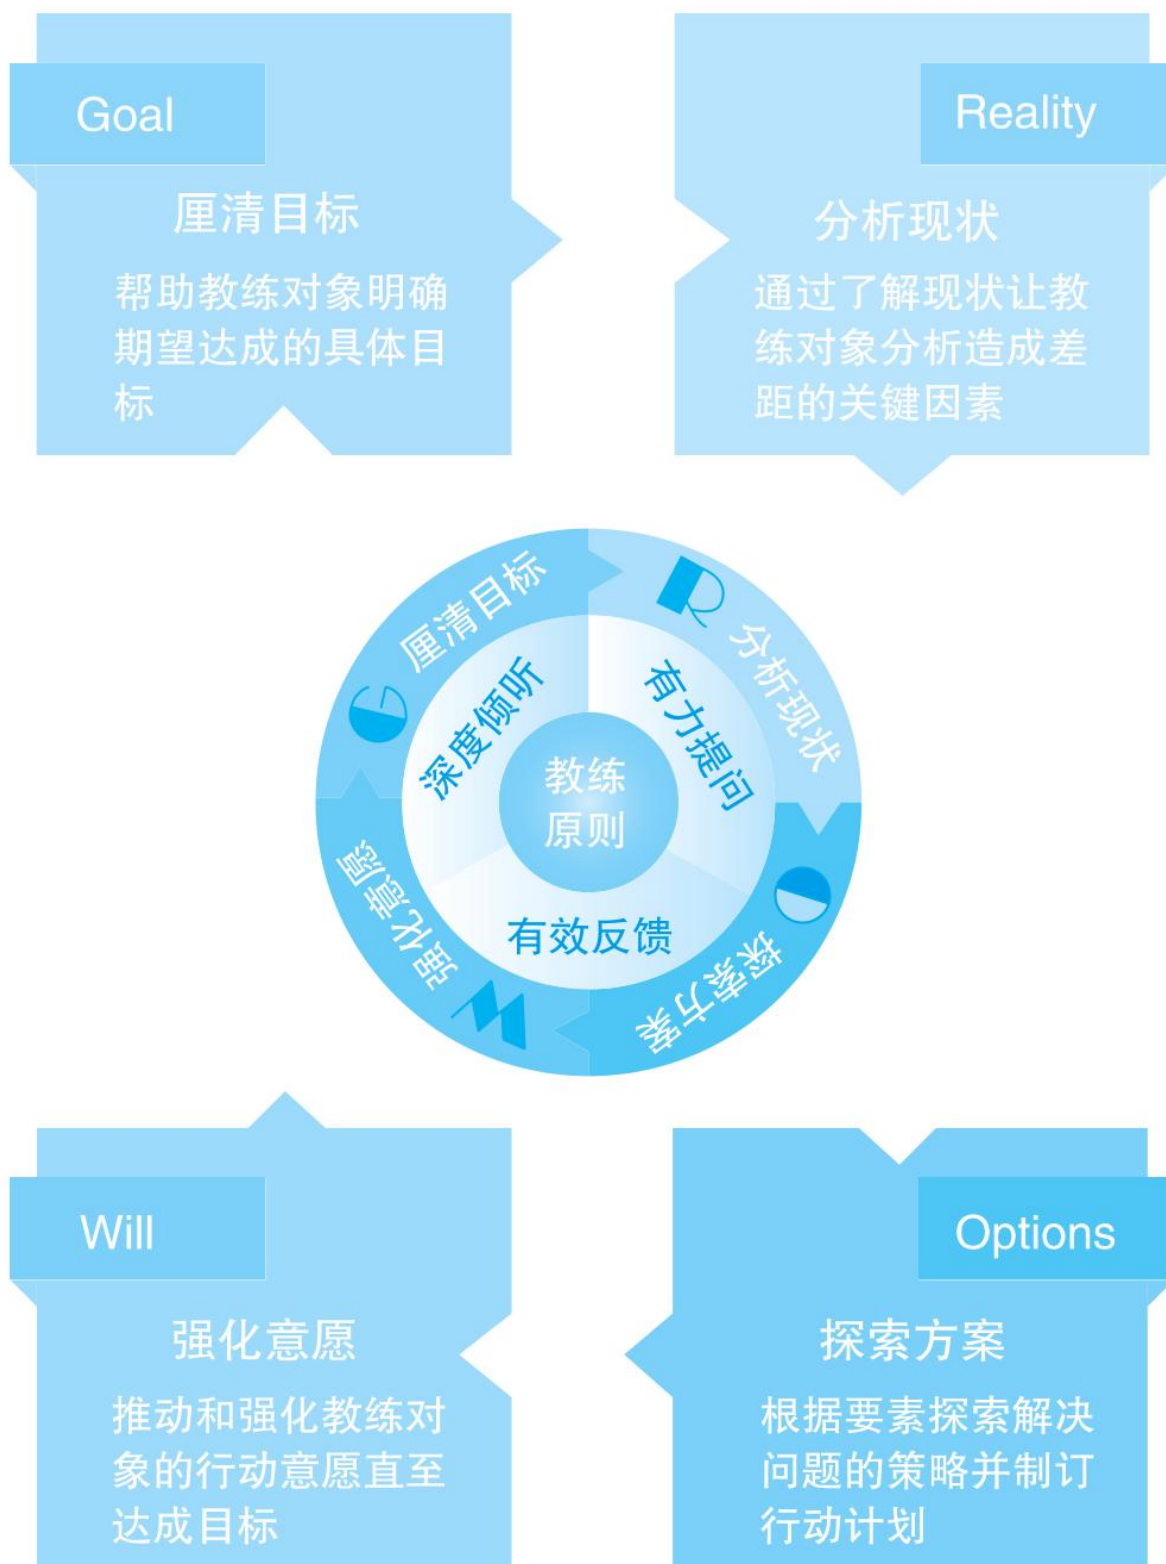 Goal
厘清目标
帮助教练对象明确
期望达成的具体目
标
Reality
分析现状
通过了解现状让教
练对象分析造成差
距的关键因素
G 厘清目标
R 分析现状
O 探索方案
W 强化意愿
深度倾听
有力提问
有效反馈
教练
原则
Will
强化意愿
推动和强化教练对
象的行动意愿直至
达成目标
Options
探索方案
根据要素探索解决
问题的策略并制订
行动计划